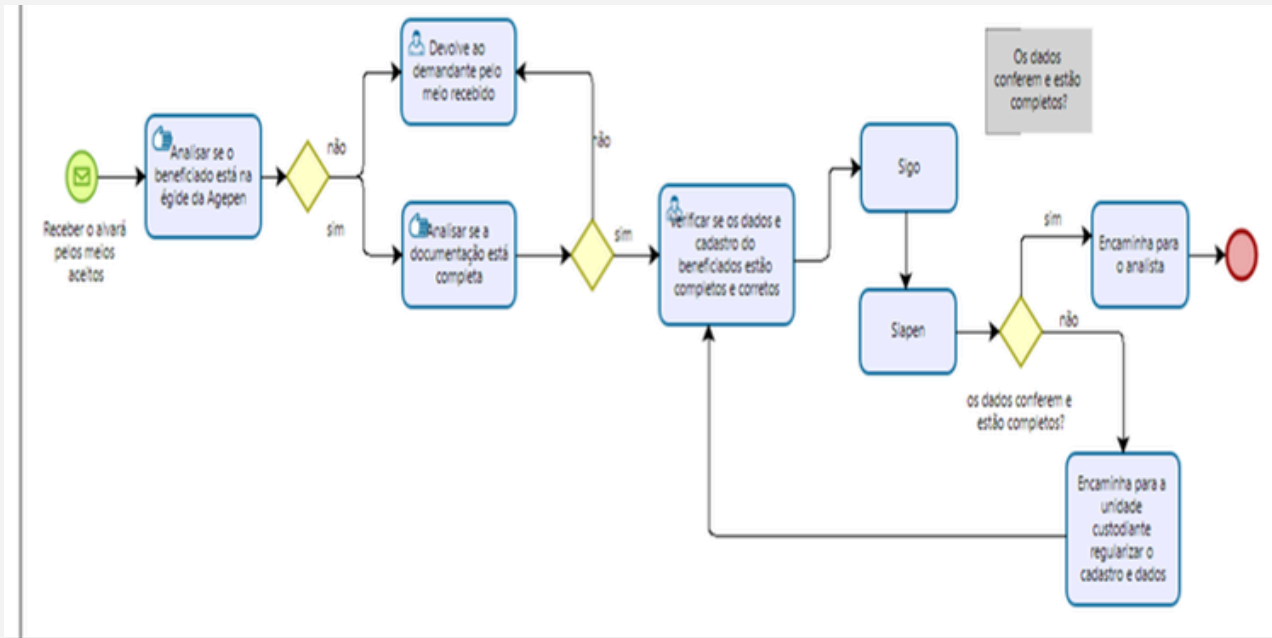 Receber o alvará
pelos meios
aceitos
Analisar se o
beneficiado está na
égide da Agepen
não
sim
Devolve ao
demandante pelo
meio recebido
Analisar se a
documentação está
completa
não
sim
Verificar se os dados e
cadastro do
beneficiados estão
completos e corretos
Sigo
Siapen
Os dados
conferem e estão
completos?
os dados conferem e
estão completos?
sim
não
Encaminha para
o analista
Encaminha para a
unidade
custodiante
regularizar o
cadastro e dados